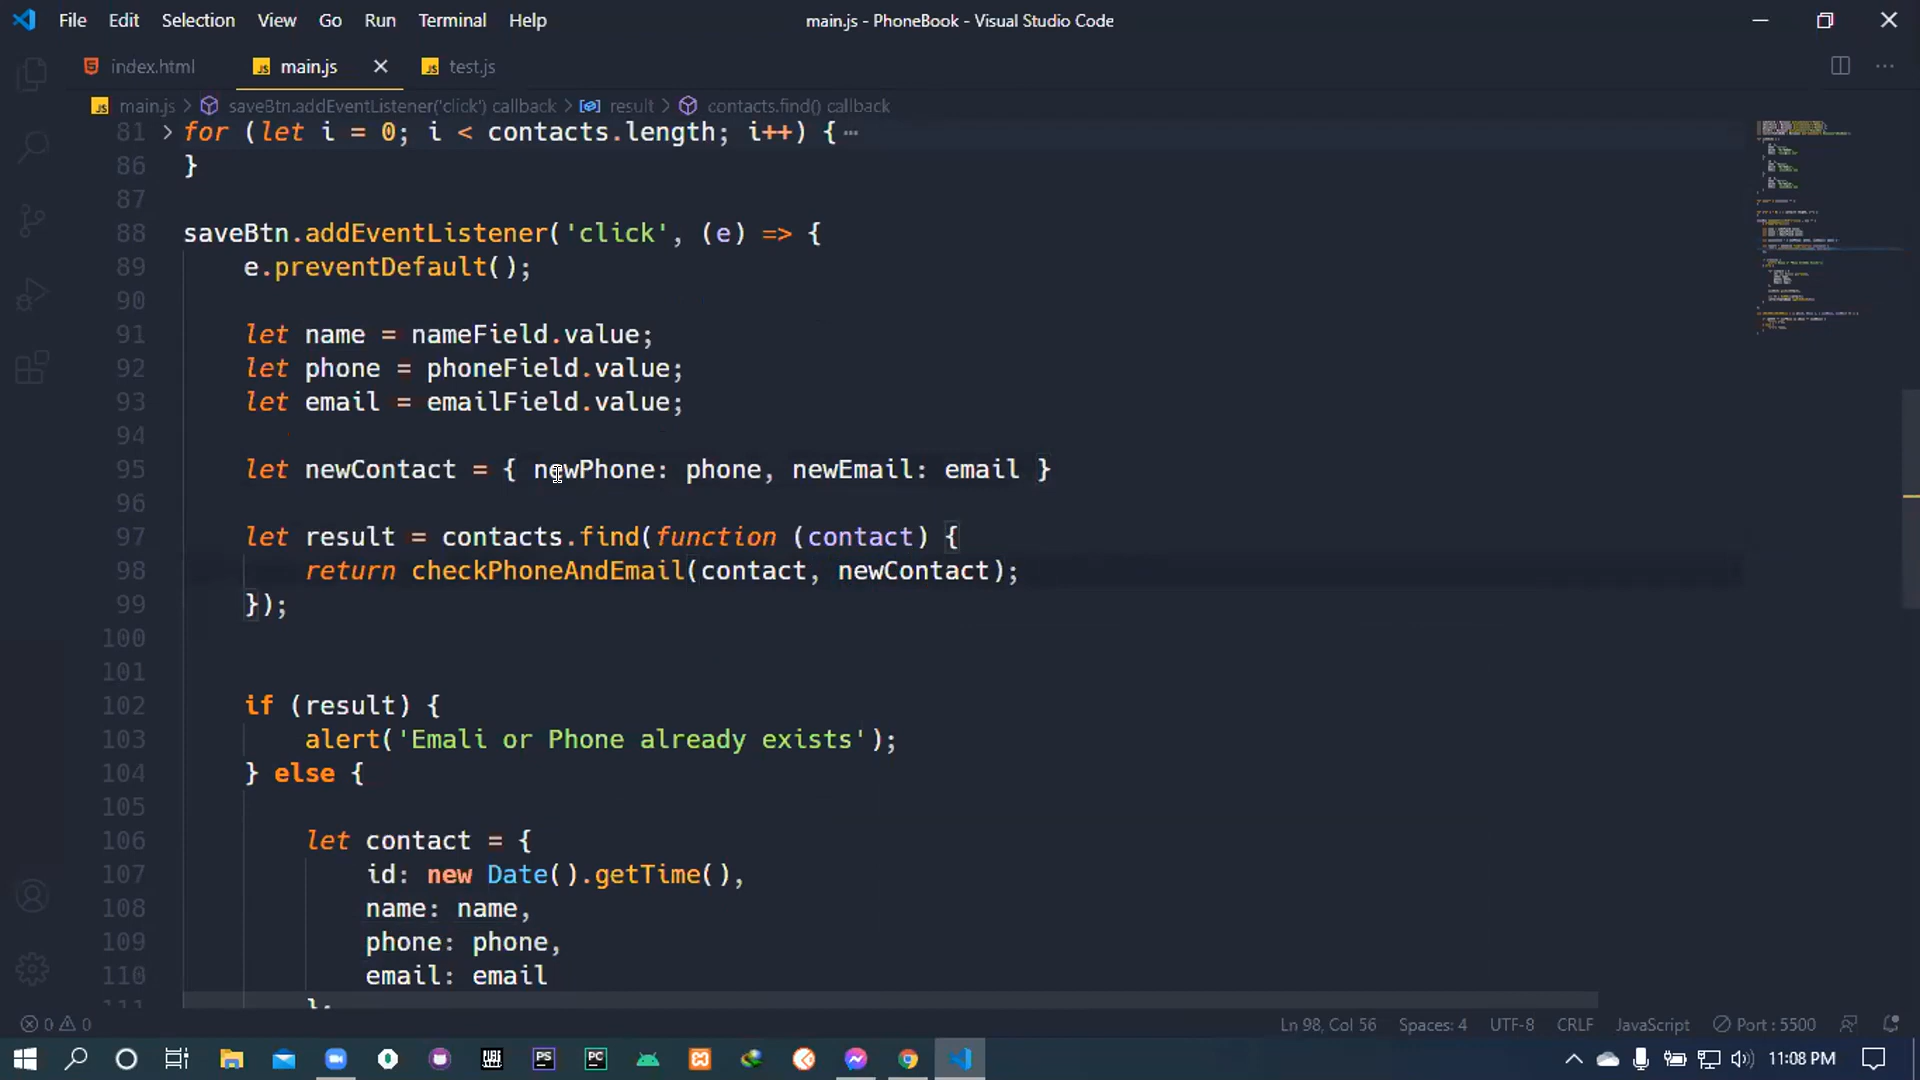 File Edit Selection View Go Run Terminal Help main.js - PhoneBook - Visual Studio Code
index.html main.js test.js
main.js > saveBtn.addEventListener('click') callback > result > contacts.find() callback
81 for (let i = 0; i < contacts.length; i++) {
86 }
87
88 saveBtn.addEventListener('click', (e) => {
89 e.preventDefault();
90
91 let name = nameField.value;
92 let phone = phoneField.value;
93 let email = emailField.value;
94
95 let newContact = { newPhone: phone, newEmail: email }
96
97 let result = contacts.find(function (contact) {
98 return checkPhoneAndEmail(contact, newContact);
99 });
100
101
102 if (result) {
103 alert('Emali or Phone already exists');
104 } else {
105
106 let contact = {
107 id: new Date().getTime(),
108 name: name,
109 phone: phone,
110 email: email
0 0 Ln 98, Col 56 Spaces: 4 UTF-8 CRLF JavaScript Port : 5500
PS PC 11:08 PM